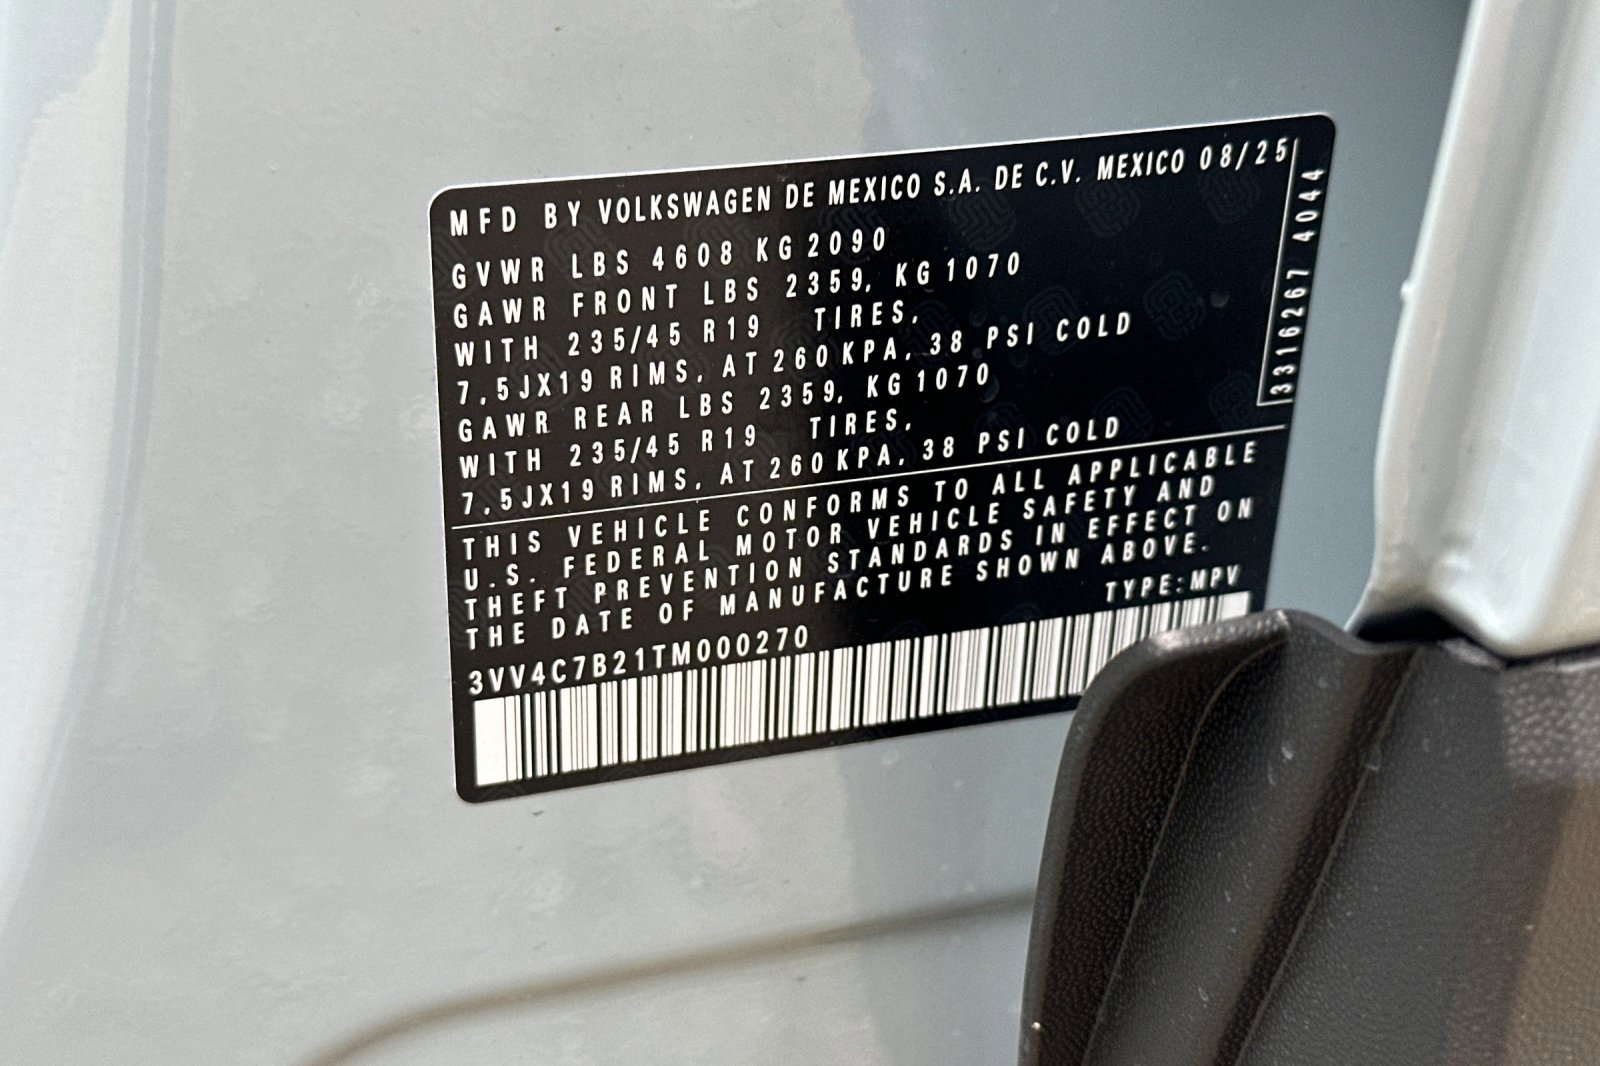 MFD BY VOLKSWAGEN DE MEXICO S.A. DE C.V. MEXICO 08/25
GVWR LBS 4608 KG 2090
GAWR FRONT LBS 2359, KG 1070
WITH 235/45 R19 TIRES,
7,5JX19 RIMS, AT 260 KPA, 38 PSI COLD
GAWR REAR LBS 2359, KG 1070
WITH 235/45 R19 TIRES,
7,5JX19 RIMS, AT 260 KPA, 38 PSI COLD
3316267 4044
THIS VEHICLE CONFORMS TO ALL APPLICABLE
U.S. FEDERAL MOTOR VEHICLE SAFETY AND
THEFT PREVENTION STANDARDS IN EFFECT ON
THE DATE OF MANUFACTURE SHOWN ABOVE.
TYPE:MPV
3VV4C7B21TM000270